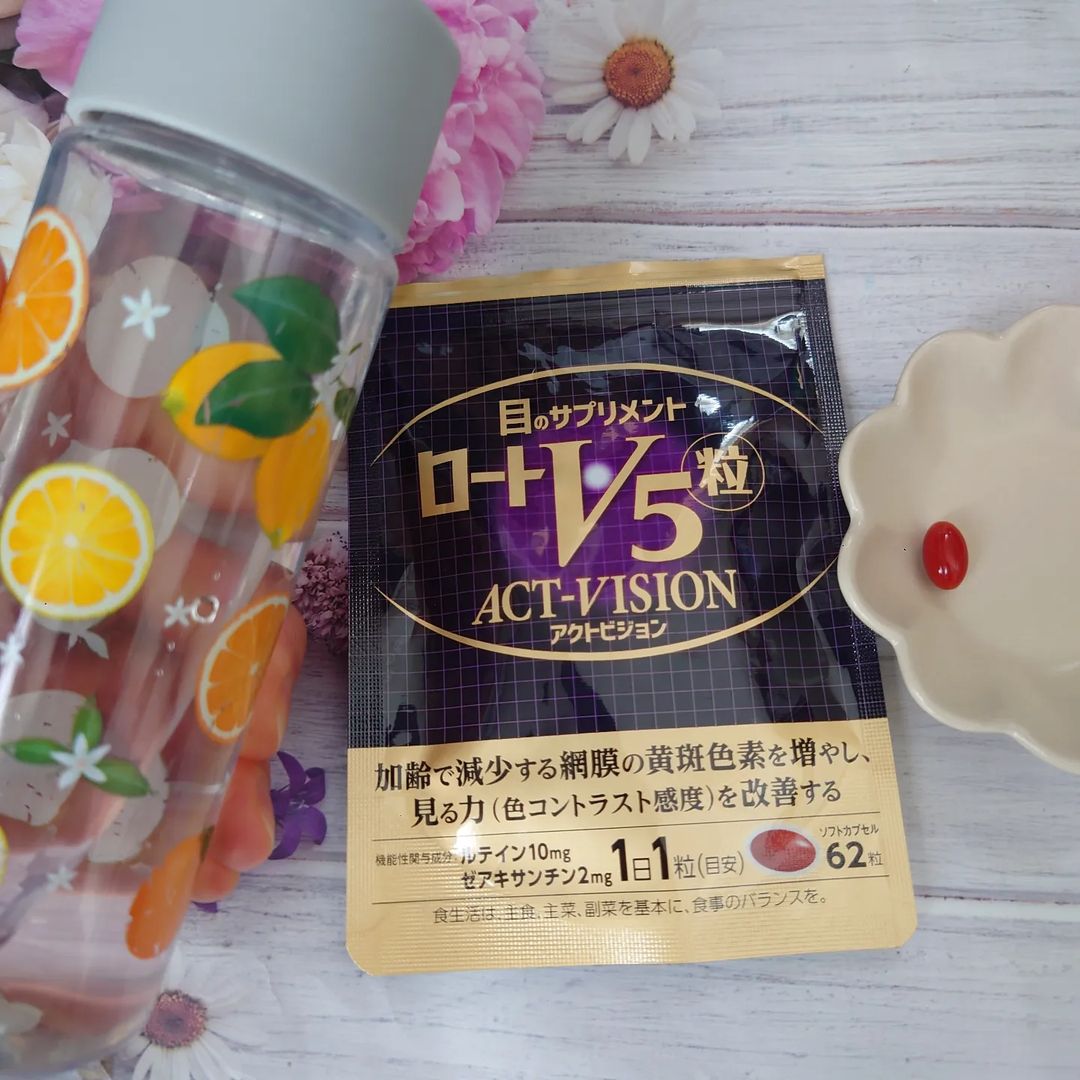 目のサプリメント
ロートV5粒
ACT-VISION
アクトビジョン
加齢で減少する網膜の黄斑色素を増やし、
見る力(色コントラスト感度)を改善する
機能性関与成分:ルテイン10mg
ゼアキサンチン2mg
1日1粒(目安)
ソフトカプセル
62粒
食生活は、主食、主菜、副菜を基本に、食事のバランスを。